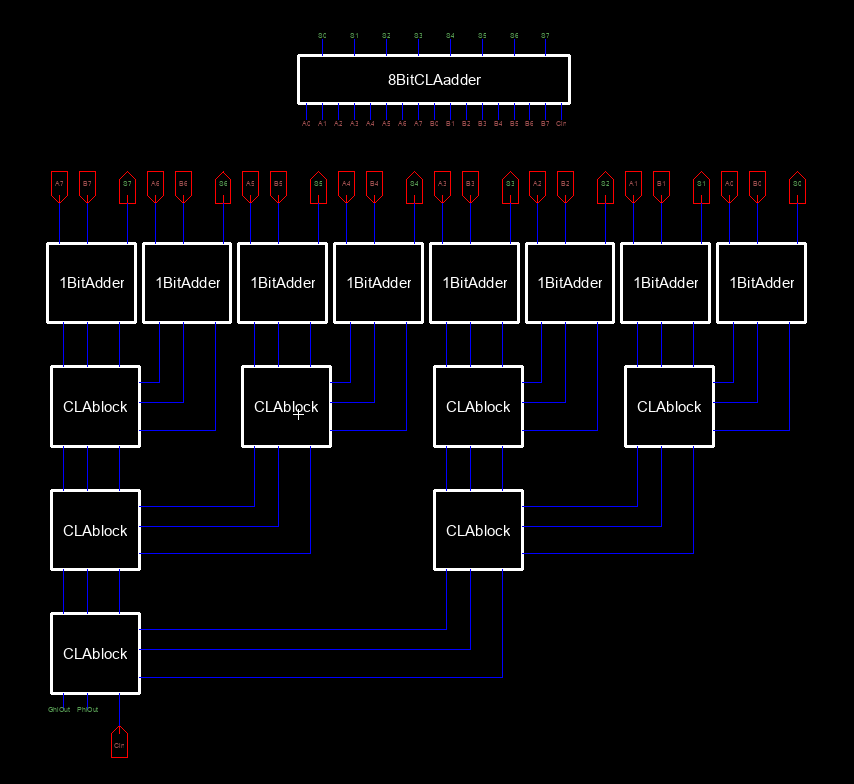 S0 S1 S2 S3 S4 S5 S6 S7
8BitCLAadder
A0 A1 A2 A3 A4 A5 A6 A7 B0 B1 B2 B3 B4 B5 B6 B7 Cin
A7 B7 S7 A6 B6 S6 A5 B5 S5 A4 B4 S4 A3 B3 S3 A2 B2 S2 A1 B1 S1 A0 B0 S0
1BitAdder 1BitAdder 1BitAdder 1BitAdder 1BitAdder 1BitAdder 1BitAdder 1BitAdder
CLAblock CLAblock CLAblock CLAblock
CLAblock CLAblock
CLAblock
GhiOut PhiOut
Cin